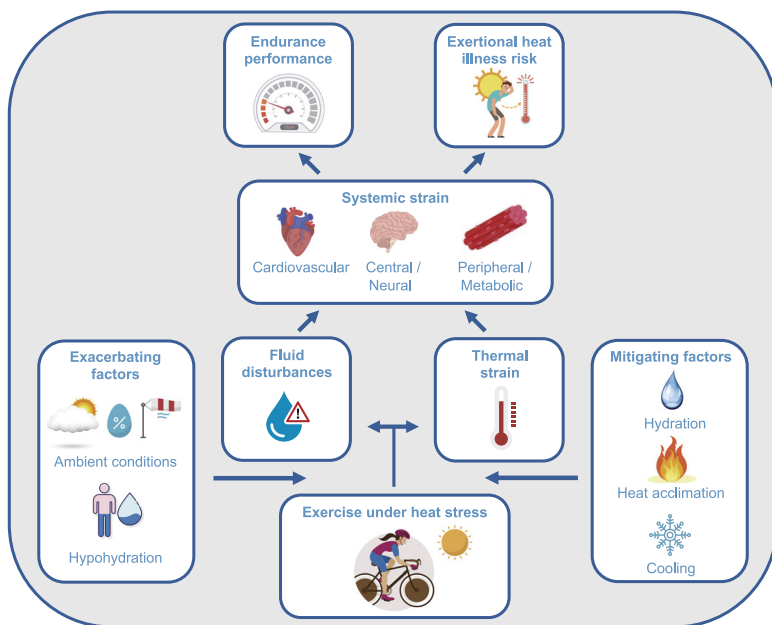 Endurance
performance
Exertional heat
illness risk
Systemic strain
Cardiovascular
Central /
Neural
Peripheral /
Metabolic
Exacerbating
factors
%
Ambient conditions
Hypohydration
Fluid
disturbances
!
Thermal
strain
Mitigating factors
Hydration
Heat acclimation
Cooling
Exercise under heat stress